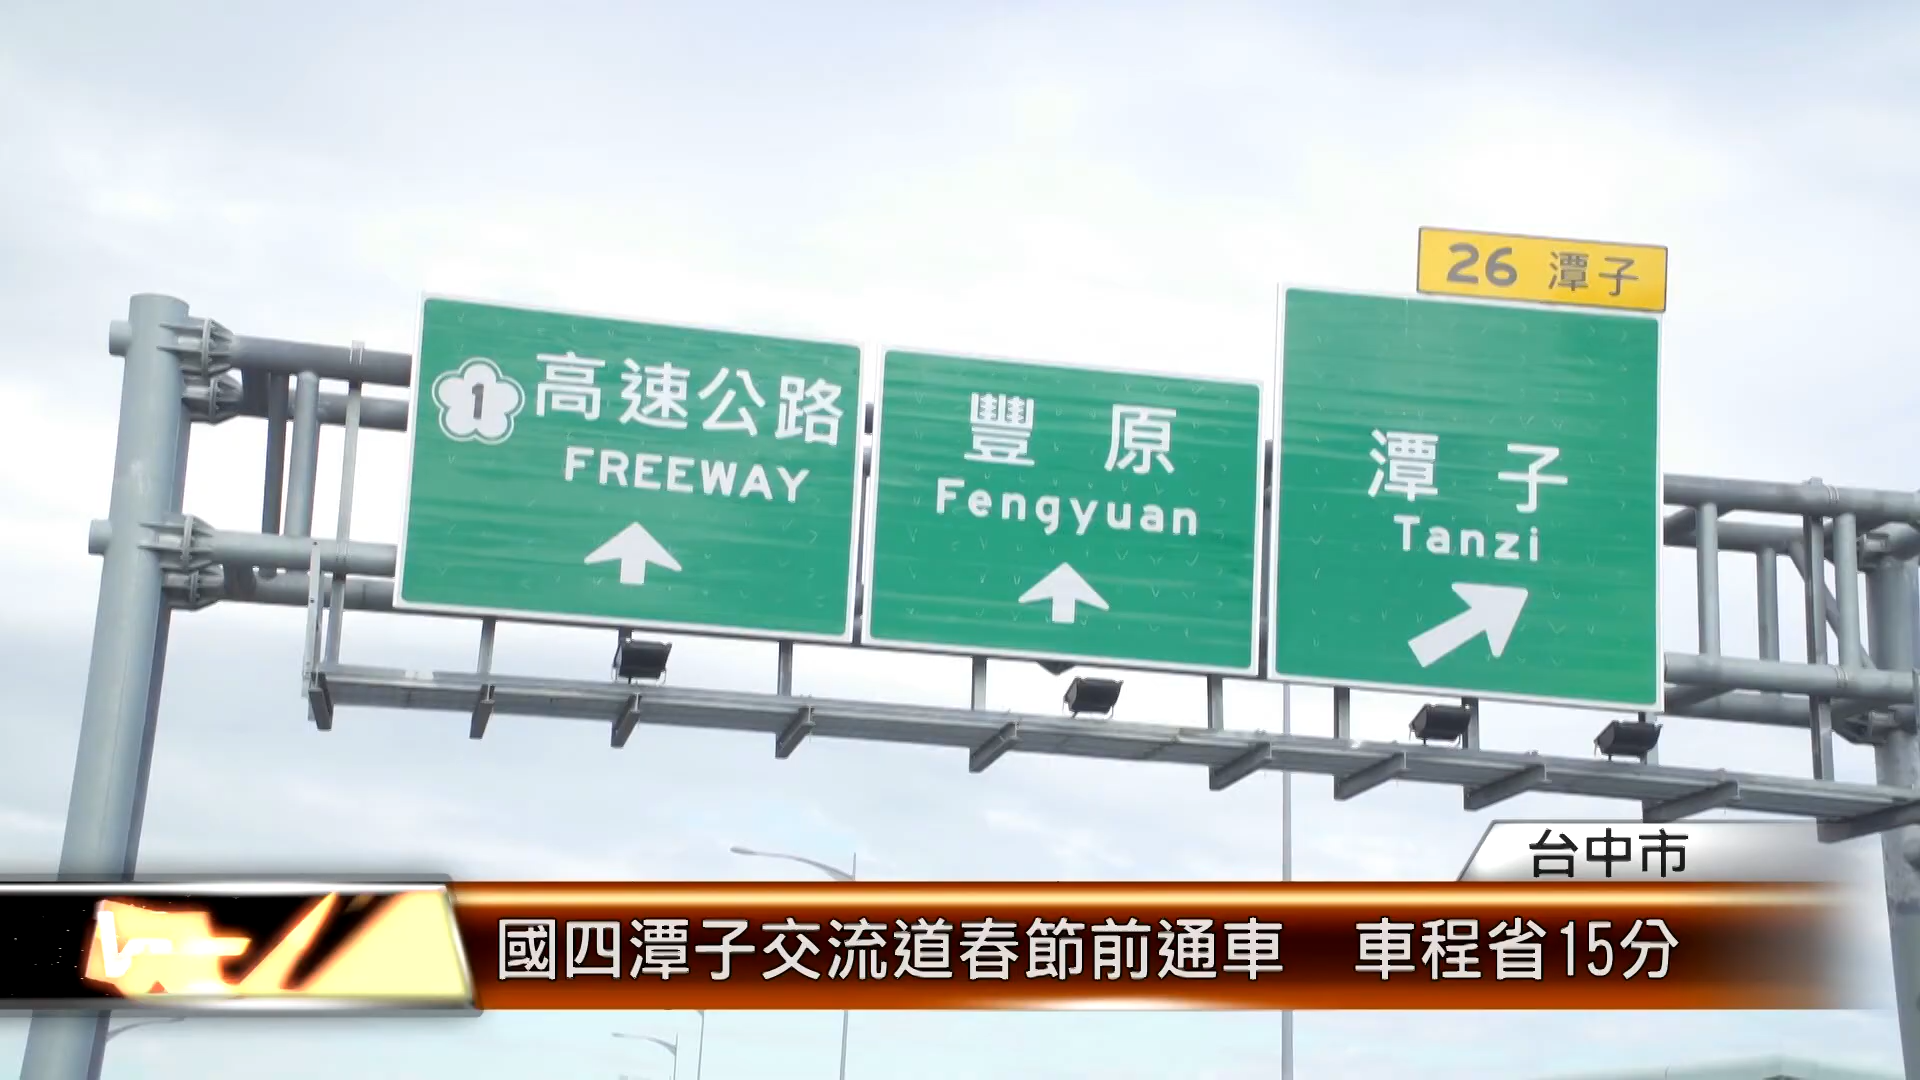 26 潭子
1 高速公路
FREEWAY
豐原
Fengyuan
潭子
Tanzi
台中市
國四潭子交流道春節前通車 車程省15分